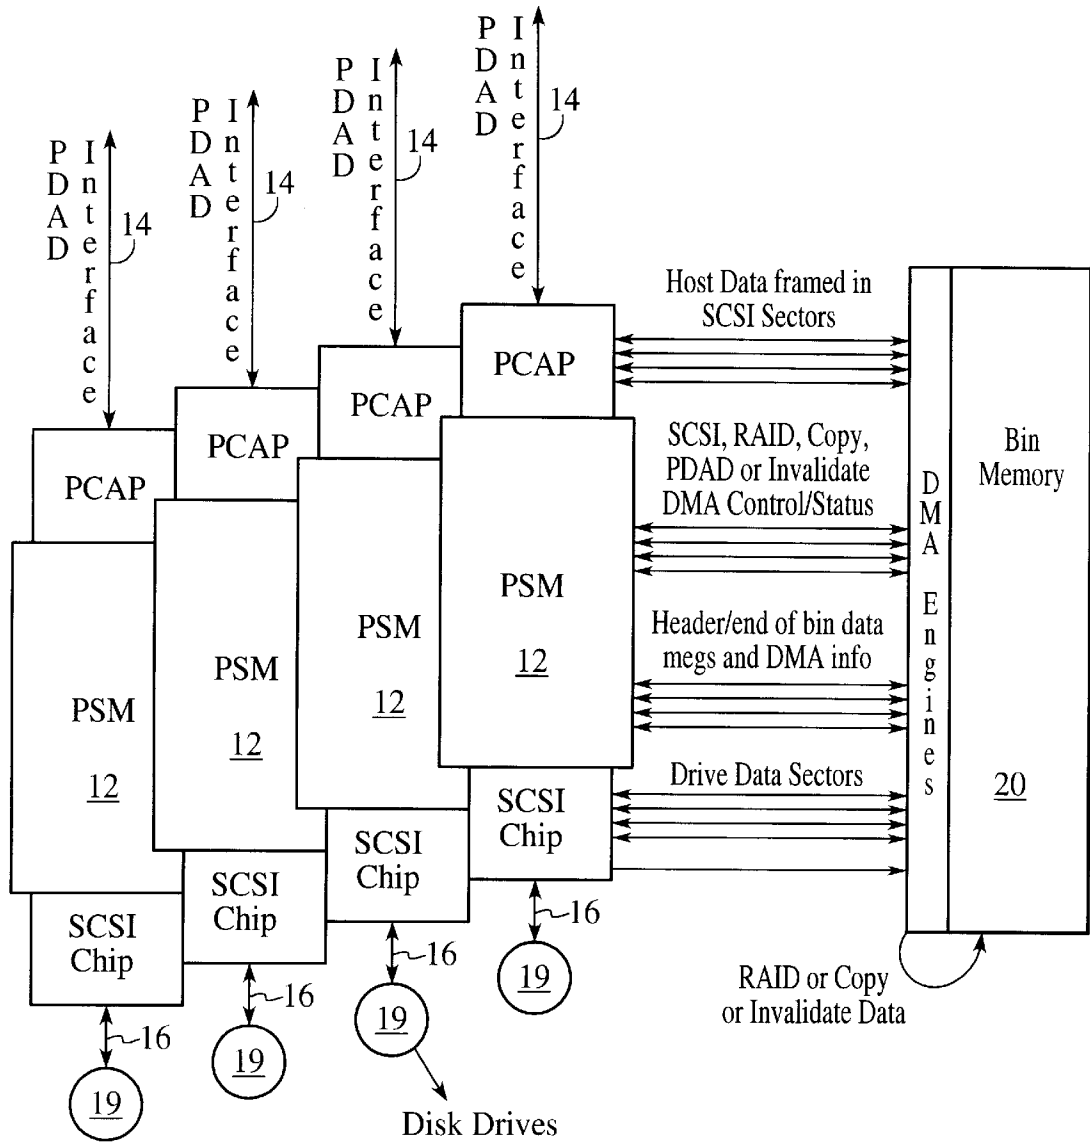 PDAD Interface
14
PDAD Interface
14
PDAD Interface
14
PDAD Interface
14
PCAP
PSM
12
SCSI
Chip
16
19
PCAP
PSM
12
SCSI
Chip
16
19
PCAP
PSM
12
SCSI
Chip
16
19
Disk Drives
PCAP
PSM
12
SCSI
Chip
16
19
Host Data framed in
SCSI Sectors
SCSI, RAID, Copy,
PDAD or Invalidate
DMA Control/Status
Header/end of bin data
megs and DMA info
Drive Data Sectors
DMA Engines
Bin
Memory
20
RAID or Copy
or Invalidate Data